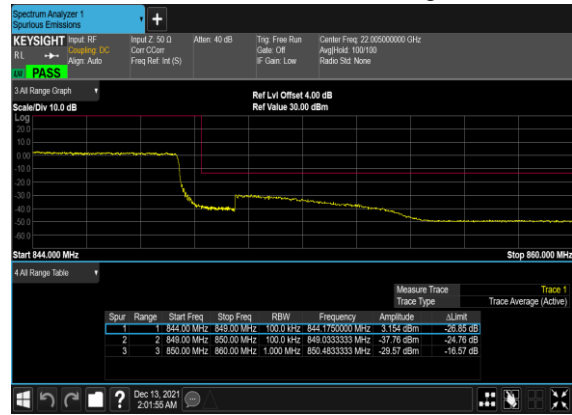 Spectrum Analyzer 1
Spurious Emissions
+
KEYSIGHT Input: RF Input Z: 50 Ω Atten: 40 dB Trig: Free Run Center Freq: 22.005000000 GHz
RL Coupling: DC Corr CCorr Gate: Off Avg|Hold: 100/100
Align: Auto Freq Ref: Int (S) IF Gain: Low Radio Std: None
PASS
3 All Range Graph
Ref Lvl Offset 4.00 dB
Scale/Div 10.0 dB Ref Value 30.00 dBm
Log
20.0
10.0
0.00
-10.0
-20.0
-30.0
-40.0
-50.0
-60.0
Start 844.000 MHz Stop 860.000 MHz
4 All Range Table
Measure Trace Trace 1
Trace Type Trace Average (Active)
Spur Range Start Freq Stop Freq RBW Frequency Amplitude ΔLimit
1 1 844.00 MHz 849.00 MHz 100.0 kHz 844.1750000 MHz 3.154 dBm -26.85 dB
2 2 849.00 MHz 850.00 MHz 100.0 kHz 849.0333333 MHz -37.76 dBm -24.76 dB
3 3 850.00 MHz 860.00 MHz 1.000 MHz 850.4833333 MHz -29.57 dBm -16.57 dB
? Dec 13, 2021
2:01:55 AM